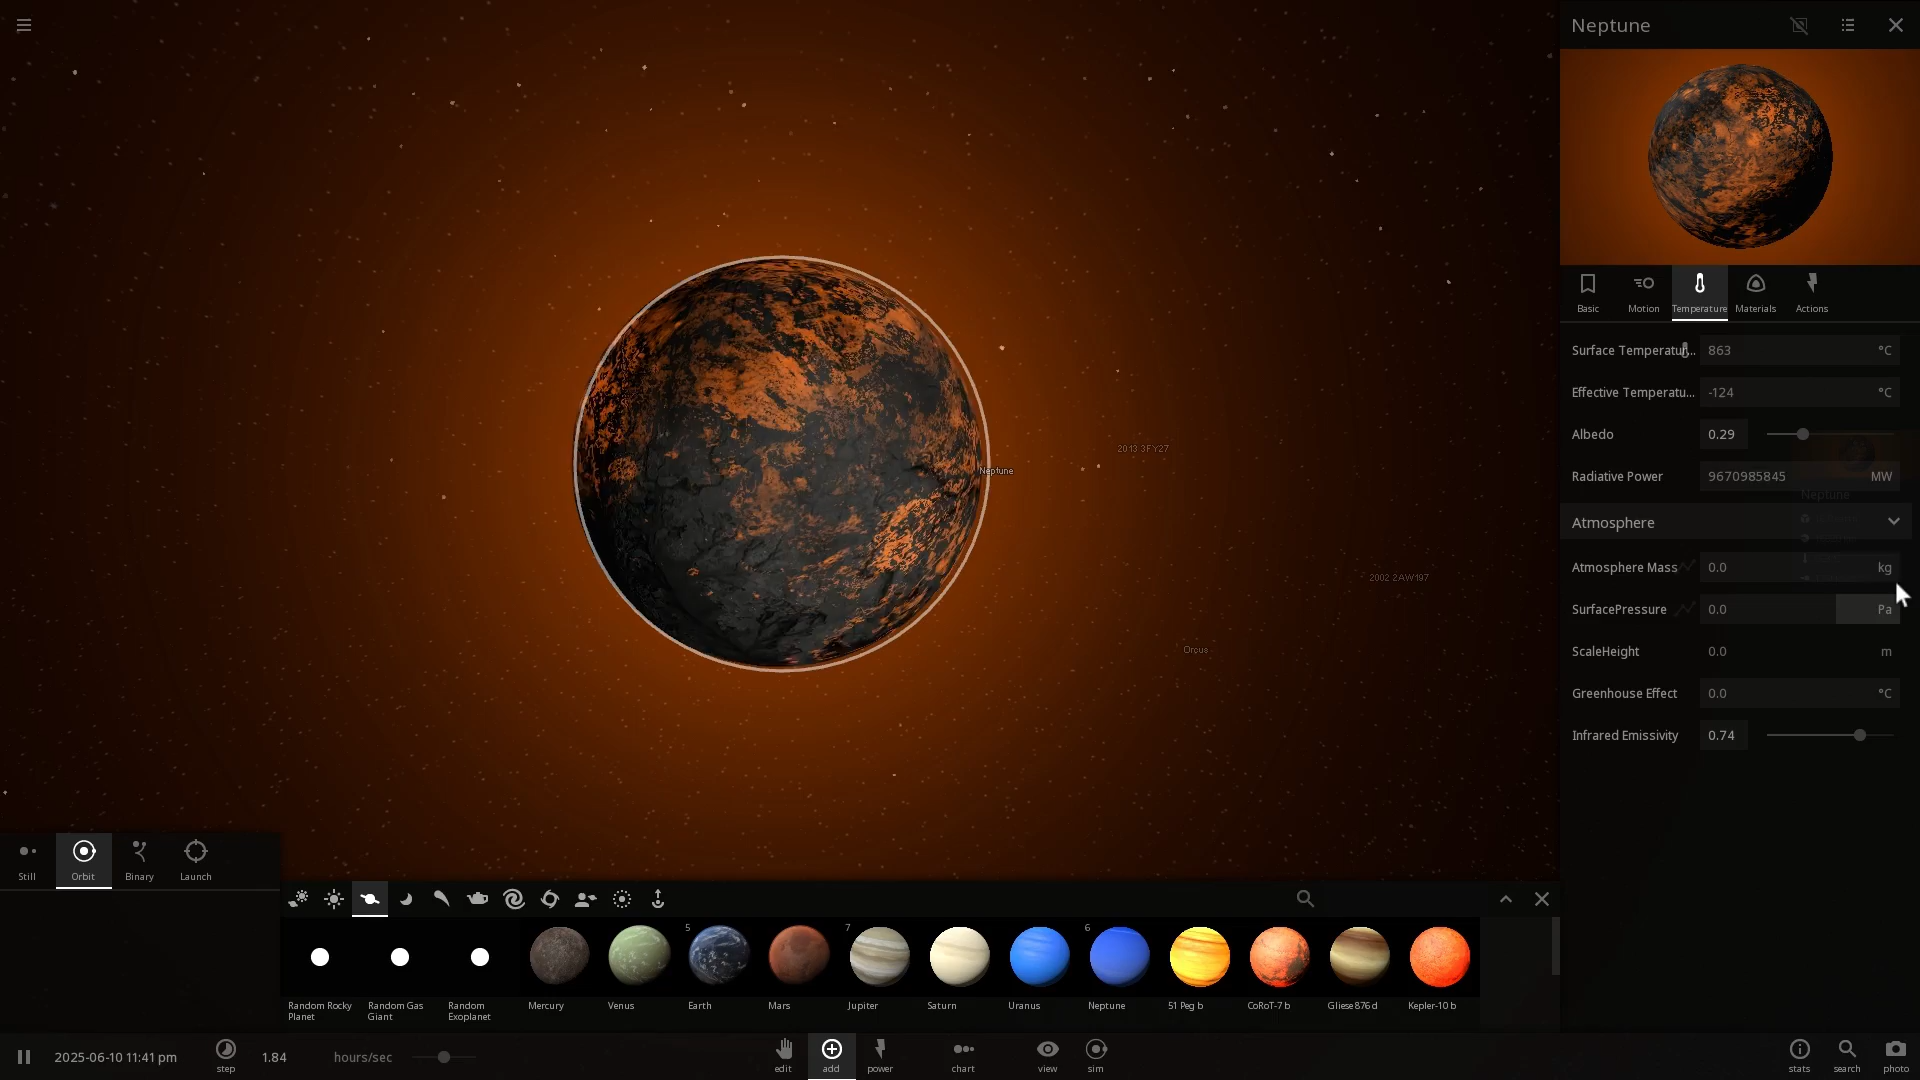 Neptune
Basic
Motion
Temperature
Materials
Actions
Surface Temperatur... 863 °C
Effective Temperatu... -124 °C
Albedo 0.29
Radiative Power 9670985845 MW
Neptune
Atmosphere
Atmosphere Mass 0.0 kg
SurfacePressure 0.0 Pa
ScaleHeight 0.0 m
Greenhouse Effect 0.0 °C
Infrared Emissivity 0.74
2013 3FY27
Neptune
2002 2AW197
Orcus
Still
Orbit
Binary
Launch
5
7
6
Random Rocky Planet
Random Gas Giant
Random Exoplanet
Mercury
Venus
Earth
Mars
Jupiter
Saturn
Uranus
Neptune
51 Peg b
CoRoT-7 b
Gliese 876 d
Kepler-10 b
2025-06-10 11:41 pm
step
1.84 hours/sec
edit
add
power
chart
view
sim
stats
search
photo